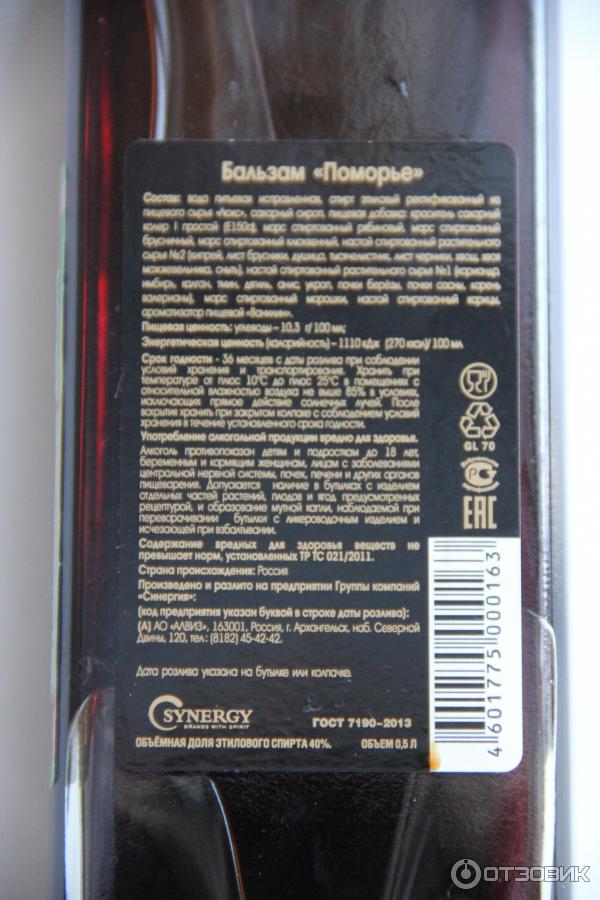 Бальзам «Поморье»
Состав: вода питьевая исправленная, спирт этиловый ректификованный из
пищевого сырья «Люкс», сахарный сироп, пищевая добавка: краситель сахарный
колер I простой (Е150а), морс спиртованный рябиновый, морс спиртованный
брусничный, морс спиртованный клюквенный, настой спиртованный растительного
сырья №2 (кипрей, лист брусники, душица, тысячелистник, лист черники, хвощ, хвоя
можжевельника, сныть), настой спиртованный растительного сырья №1 (кориандр,
имбирь, калган, тмин, дягиль, анис, укроп, почки берёзы, почки сосны, корень
валерианы), морс спиртованный морошки, настой спиртованный корицы,
ароматизатор пищевой «Ванилин».
Пищевая ценность: углеводы – 10,3 г/100 мл;
Энергетическая ценность (калорийность) – 1110 кДж (270 ккал)/100 мл
Срок годности - 36 месяцев с даты розлива при соблюдении
условий хранения и транспортирования. Хранить при
температуре от плюс 10°С до плюс 25°С в помещениях с
относительной влажностью воздуха не выше 85% в условиях,
исключающих прямое действие солнечных лучей. После
вскрытия хранить при закрытом колпаке с соблюдением условий
хранения в течение установленного срока годности.
Употребление алкогольной продукции вредно для здоровья.
Алкоголь противопоказан детям и подросткам до 18 лет,
беременным и кормящим женщинам, лицам с заболеваниями
центральной нервной системы, почек, печени и других органов
пищеварения. Допускается наличие в бутылках с изделием
отдельных частей растений, плодов и ягод предусмотренных
рецептурой, и образование мутной капли, наблюдаемой при
переворачивании бутылки с ликероводочным изделием и
исчезающей при взбалтывании.
Содержание вредных для здоровья веществ не
превышает норм, установленных ТР ТС 021/2011.
Страна происхождения: Россия
Произведено и разлито на предприятии Группы компаний
«Синергия»:
(код предприятия указан буквой в строке даты розлива):
(А) АО «АЛВИЗ», 163001, Россия, г. Архангельск, наб. Северной
Двины, 120, тел.: (8182) 45-42-42.
Дата розлива указана на бутылке или колпачке.
SYNERGY
BRANDS WITH SPIRIT
ГОСТ 7190-2013
ОБЪЁМНАЯ ДОЛЯ ЭТИЛОВОГО СПИРТА 40%. ОБЪЕМ 0,5 Л
GL 70
РС
ЕАС
4601775000163
ОТЗОВИК